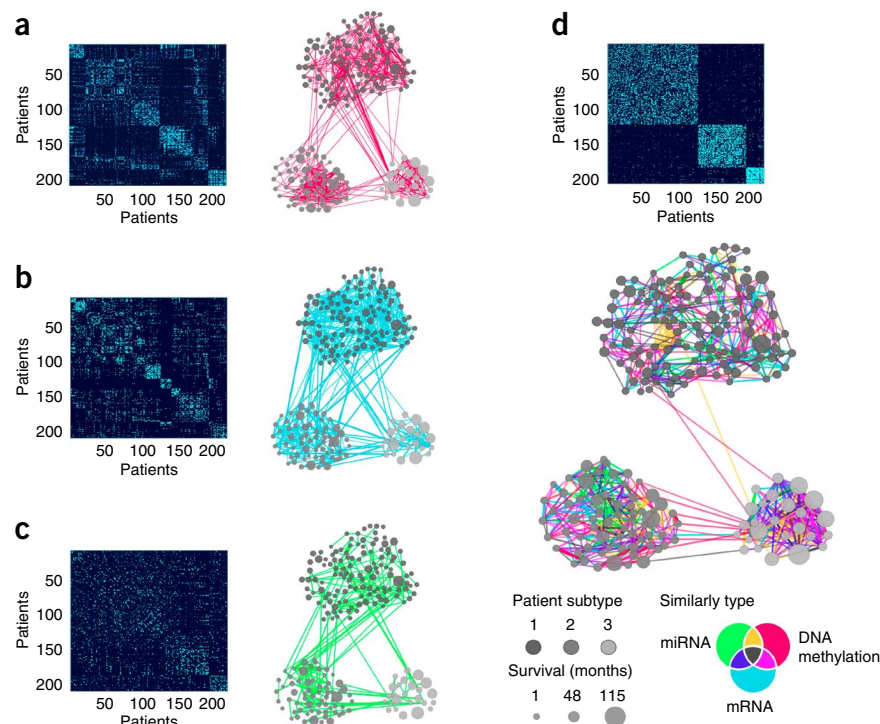 a
Patients
50
100
150
200
50 100 150 200
Patients
b
Patients
50
100
150
200
50 100 150 200
Patients
c
Patients
50
100
150
200
50 100 150 200
Patients
d
Patients
50
100
150
200
50 100 150 200
Patients
Patient subtype
1 2 3
Survival (months)
1 48 115
Similarly type
miRNA
DNA
methylation
mRNA